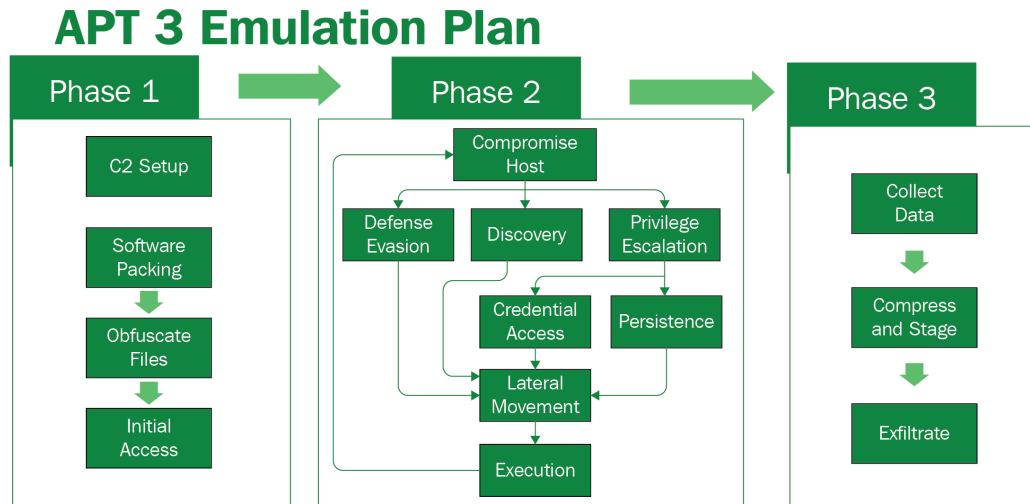 APT 3 Emulation Plan
Phase 1
C2 Setup
Software
Packing
Obfuscate
Files
Initial
Access
Phase 2
Compromise
Host
Defense
Evasion
Discovery
Privilege
Escalation
Credential
Access
Persistence
Lateral
Movement
Execution
Phase 3
Collect
Data
Compress
and Stage
Exfiltrate